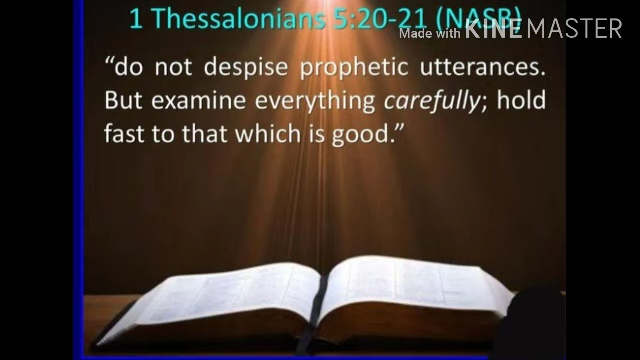 1 Thessalonians 5:20-21 (NASB)
Made with KINEMASTER
“do not despise prophetic utterances.
But examine everything carefully; hold
fast to that which is good.”